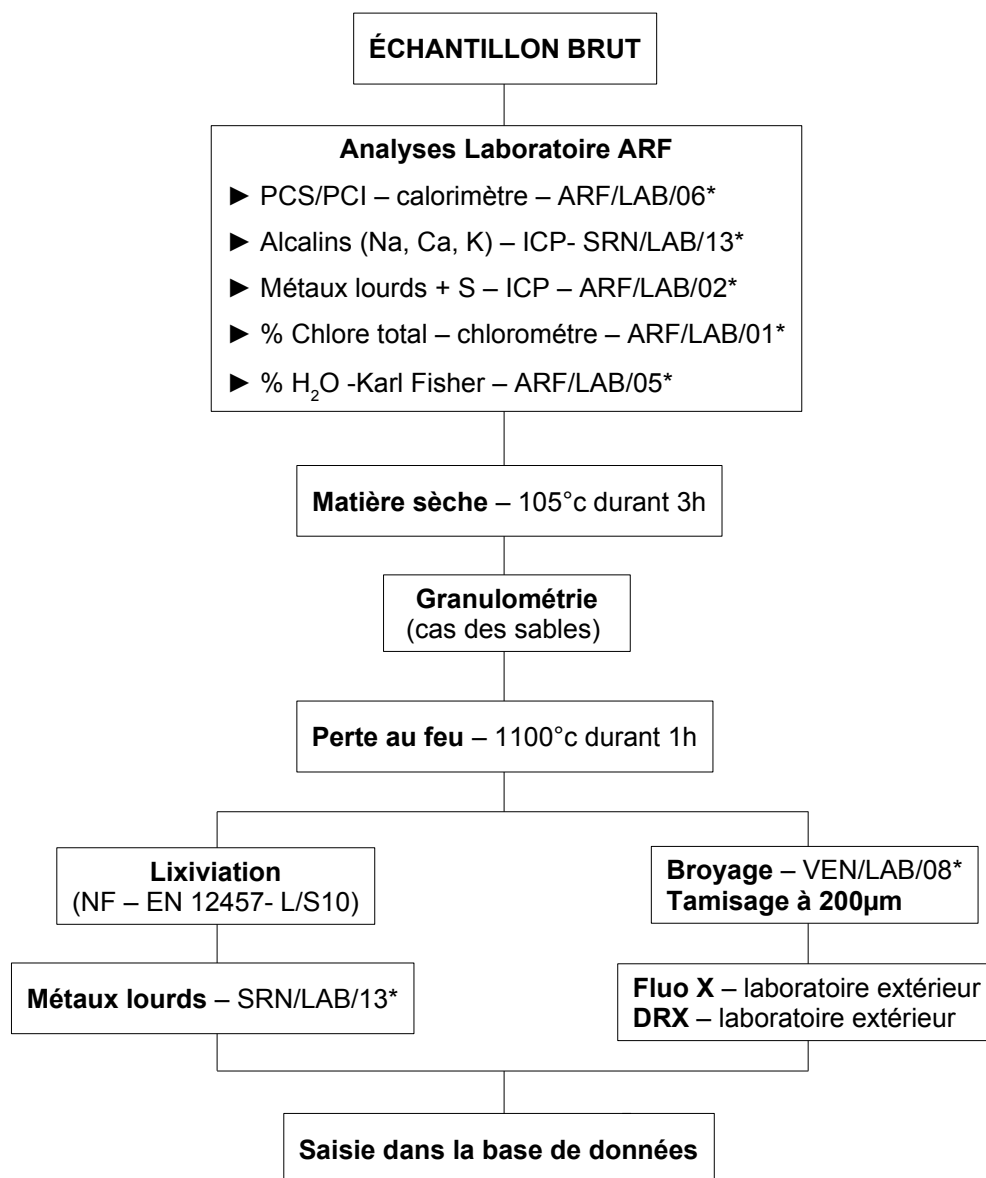 ÉCHANTILLON BRUT
Analyses Laboratoire ARF
► PCS/PCI – calorimètre – ARF/LAB/06*
► Alcalins (Na, Ca, K) – ICP- SRN/LAB/13*
► Métaux lourds + S – ICP – ARF/LAB/02*
► % Chlore total – chlorométre – ARF/LAB/01*
► % H₂O -Karl Fisher – ARF/LAB/05*
Matière sèche – 105°c durant 3h
Granulométrie
(cas des sables)
Perte au feu – 1100°c durant 1h
Lixiviation
(NF – EN 12457- L/S10)
Métaux lourds – SRN/LAB/13*
Broyage – VEN/LAB/08*
Tamisage à 200µm
Fluo X – laboratoire extérieur
DRX – laboratoire extérieur
Saisie dans la base de données